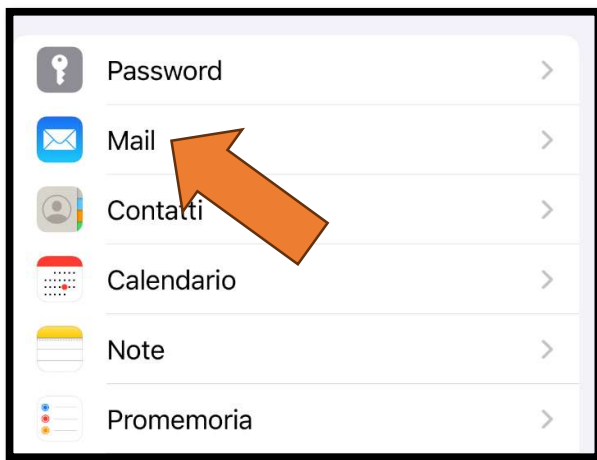 Password
Mail
Contatti
Calendario
Note
Promemoria